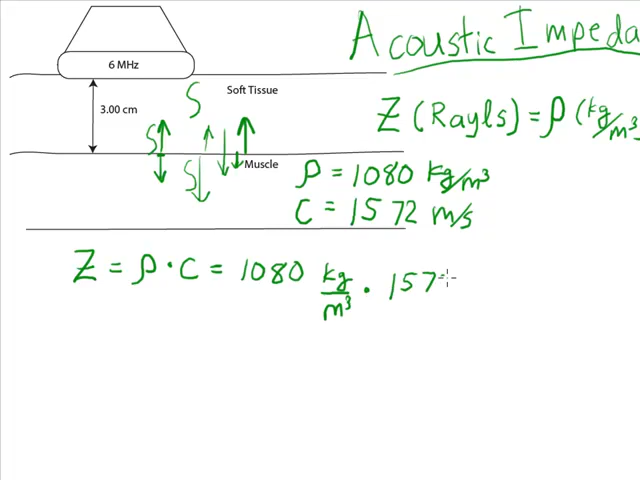 Acoustic Impeda
6 MHz
S
Soft Tissue
3.00 cm
Z (Rayls) = ρ (kg/m³
S
S
Muscle
ρ = 1080 kg/m³
C = 1572 m/s
Z = ρ · C = 1080 kg/m³ · 157